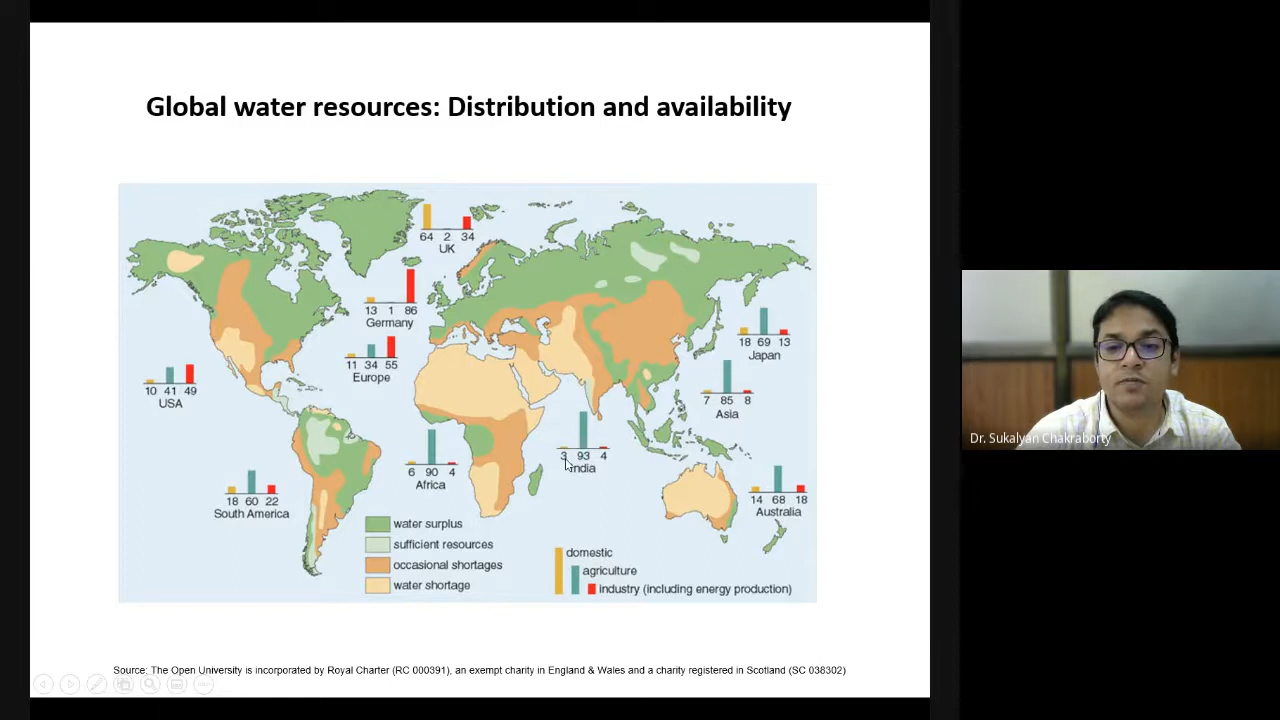 Global water resources: Distribution and availability
64 2 34
UK
13 1 86
Germany
11 34 55
Europe
18 69 13
Japan
10 41 49
USA
7 85 8
Asia
3 93 4
India
6 90 4
Africa
18 60 22
South America
14 68 18
Australia
water surplus
sufficient resources
occasional shortages
water shortage
domestic
agriculture
industry (including energy production)
Source: The Open University is incorporated by Royal Charter (RC 000391), an exempt charity in England & Wales and a charity registered in Scotland (SC 038302)
Dr. Sukalyan Chakraborty